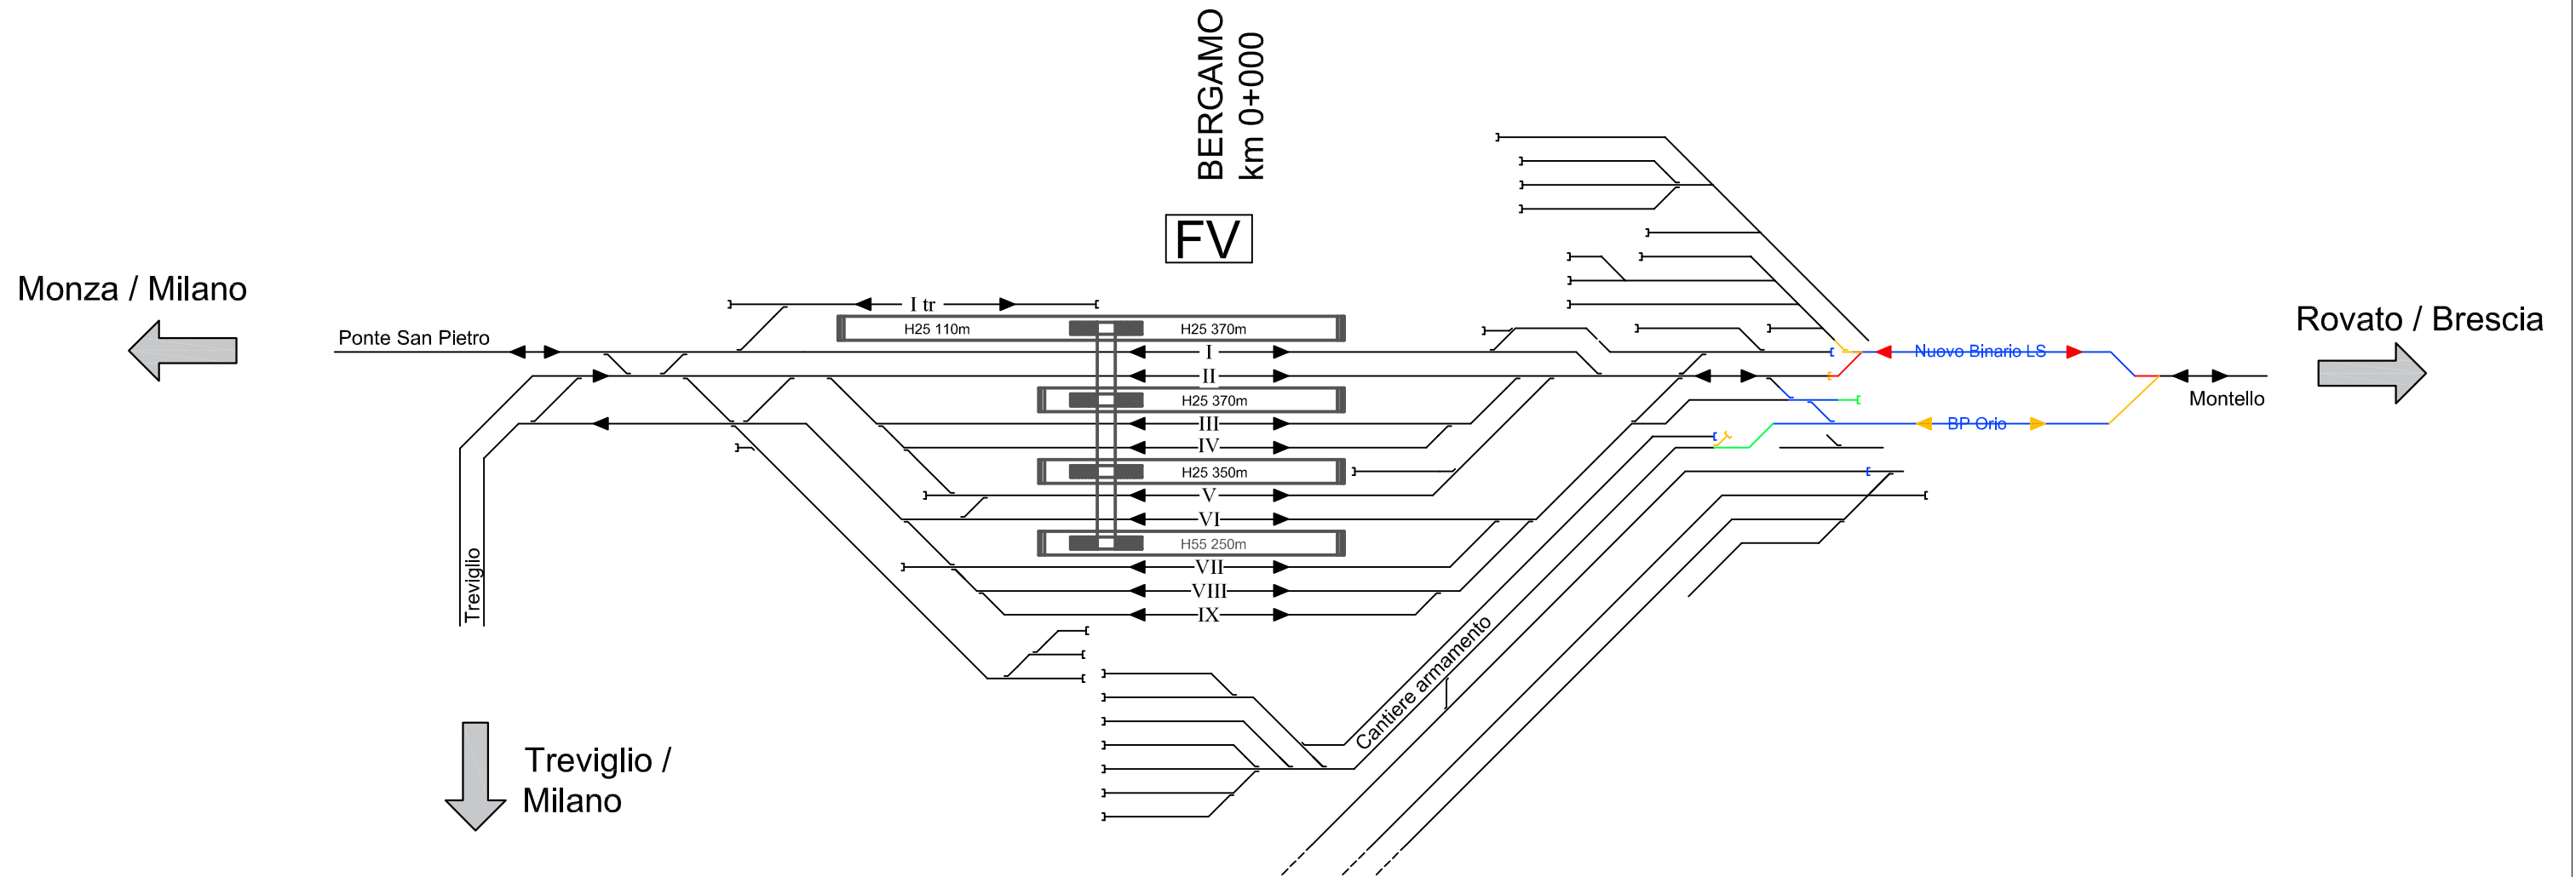 BERGAMO
km 0+000
FV
Monza / Milano
Ponte San Pietro
Rovato / Brescia
I tr
H25 110m
H25 370m
I
Nuovo Binario LS
II
Montello
H25 370m
III
BP Orio
IV
H25 350m
V
VI
H55 250m
VII
VIII
IX
Treviglio
Cantiere armamento
Treviglio /
Milano